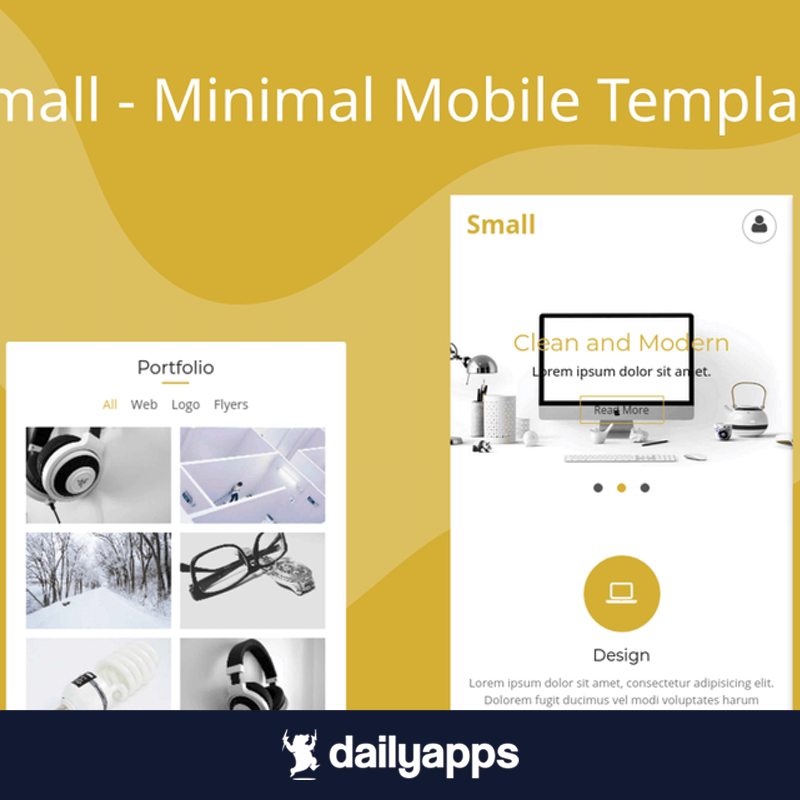 mall - Minimal Mobile Templa
Small
Clean and Modern
Lorem ipsum dolor sit amet.
Read More
Design
Lorem ipsum dolor sit amet, consectetur adipisicing elit.
Dolorem fugit ducimus vel modi voluptates harum
Portfolio
All Web Logo Flyers
dailyapps